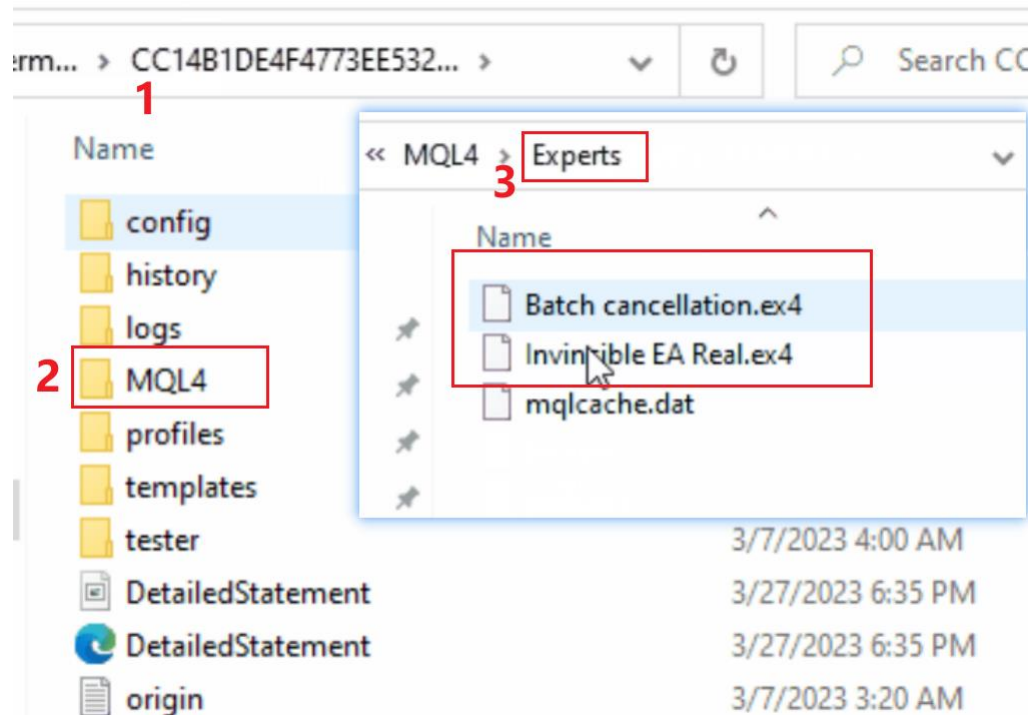 erm... > CC14B1DE4F4773EE532... >
Search CC
1
Name
config
history
logs
2 MQL4
profiles
templates
tester 3/7/2023 4:00 AM
DetailedStatement 3/27/2023 6:35 PM
DetailedStatement 3/27/2023 6:35 PM
origin 3/7/2023 3:20 AM
« MQL4 > Experts
3
Name
Batch cancellation.ex4
Invincible EA Real.ex4
mqlcache.dat